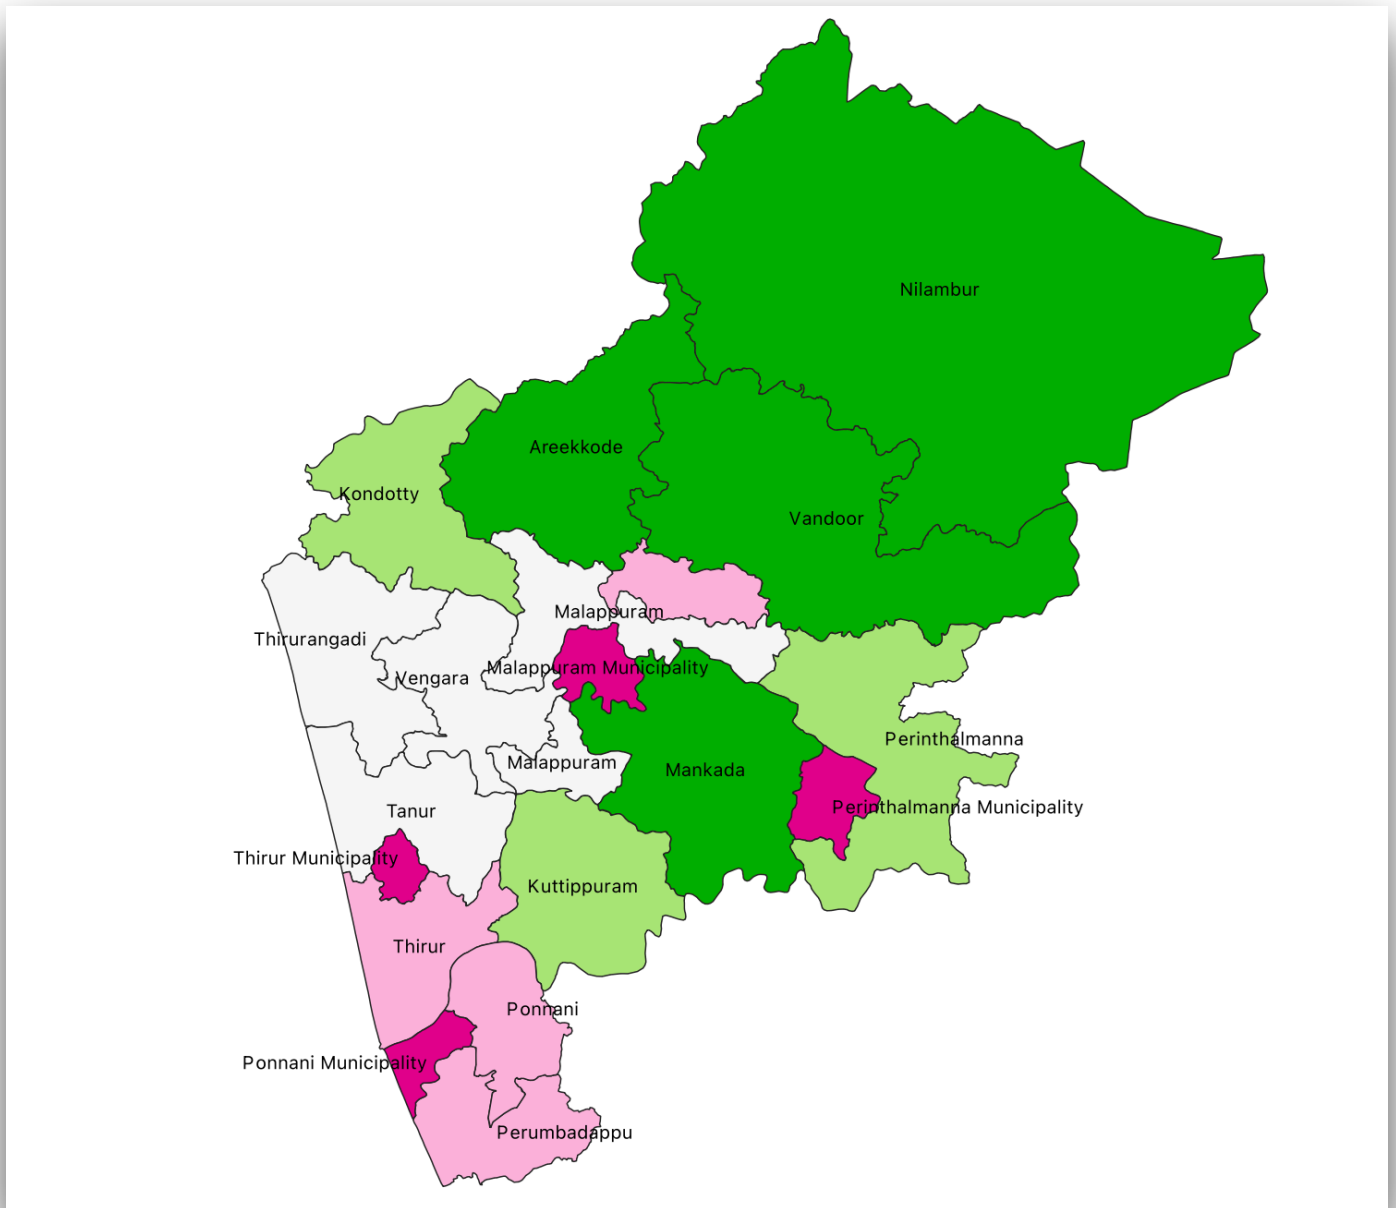 Nilambur
Areekkode
Kondotty
Vandoor
Malappuram
Thirurangadi
Malappuram Municipality
Vengara
Perinthalmanna
Malappuram
Mankada
Perinthalmanna Municipality
Tanur
Thirur Municipality
Kuttippuram
Thirur
Ponnani
Ponnani Municipality
Perumbadappu